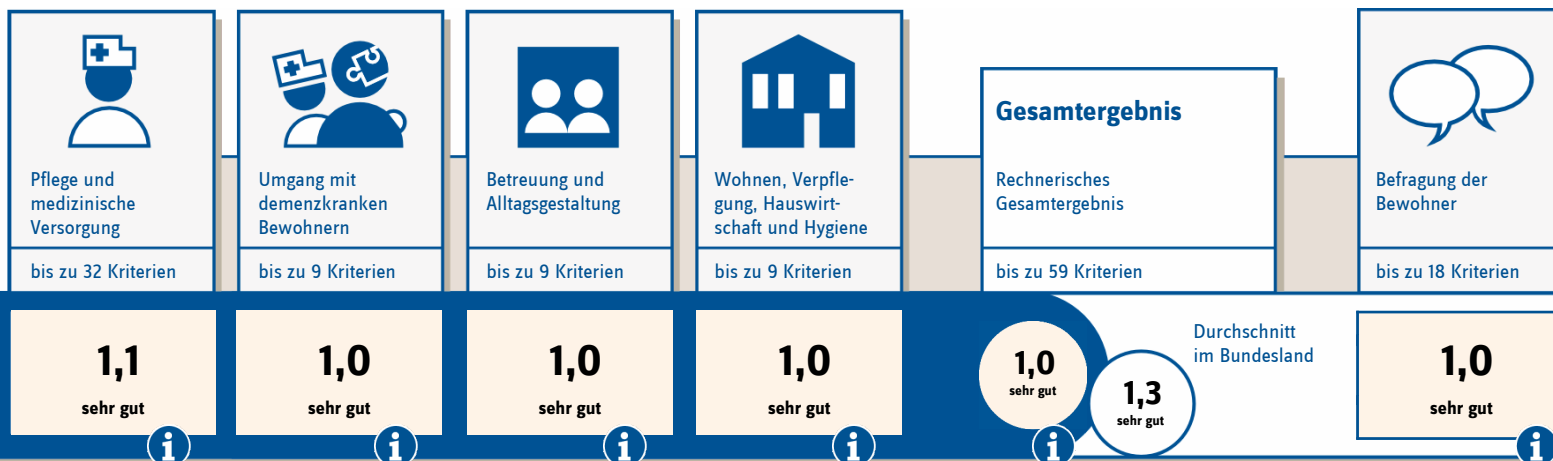 Pflege und
medizinische
Versorgung
bis zu 32 Kriterien
1,1
sehr gut
Umgang mit
demenzkranken
Bewohnern
bis zu 9 Kriterien
1,0
sehr gut
Betreuung und
Alltagsgestaltung
bis zu 9 Kriterien
1,0
sehr gut
Wohnen, Verpfle-
gung, Hauswirt-
schaft und Hygiene
bis zu 9 Kriterien
1,0
sehr gut
Gesamtergebnis
Rechnerisches
Gesamtergebnis
bis zu 59 Kriterien
1,0
sehr gut
1,3
sehr gut
Durchschnitt
im Bundesland
Befragung der
Bewohner
bis zu 18 Kriterien
1,0
sehr gut